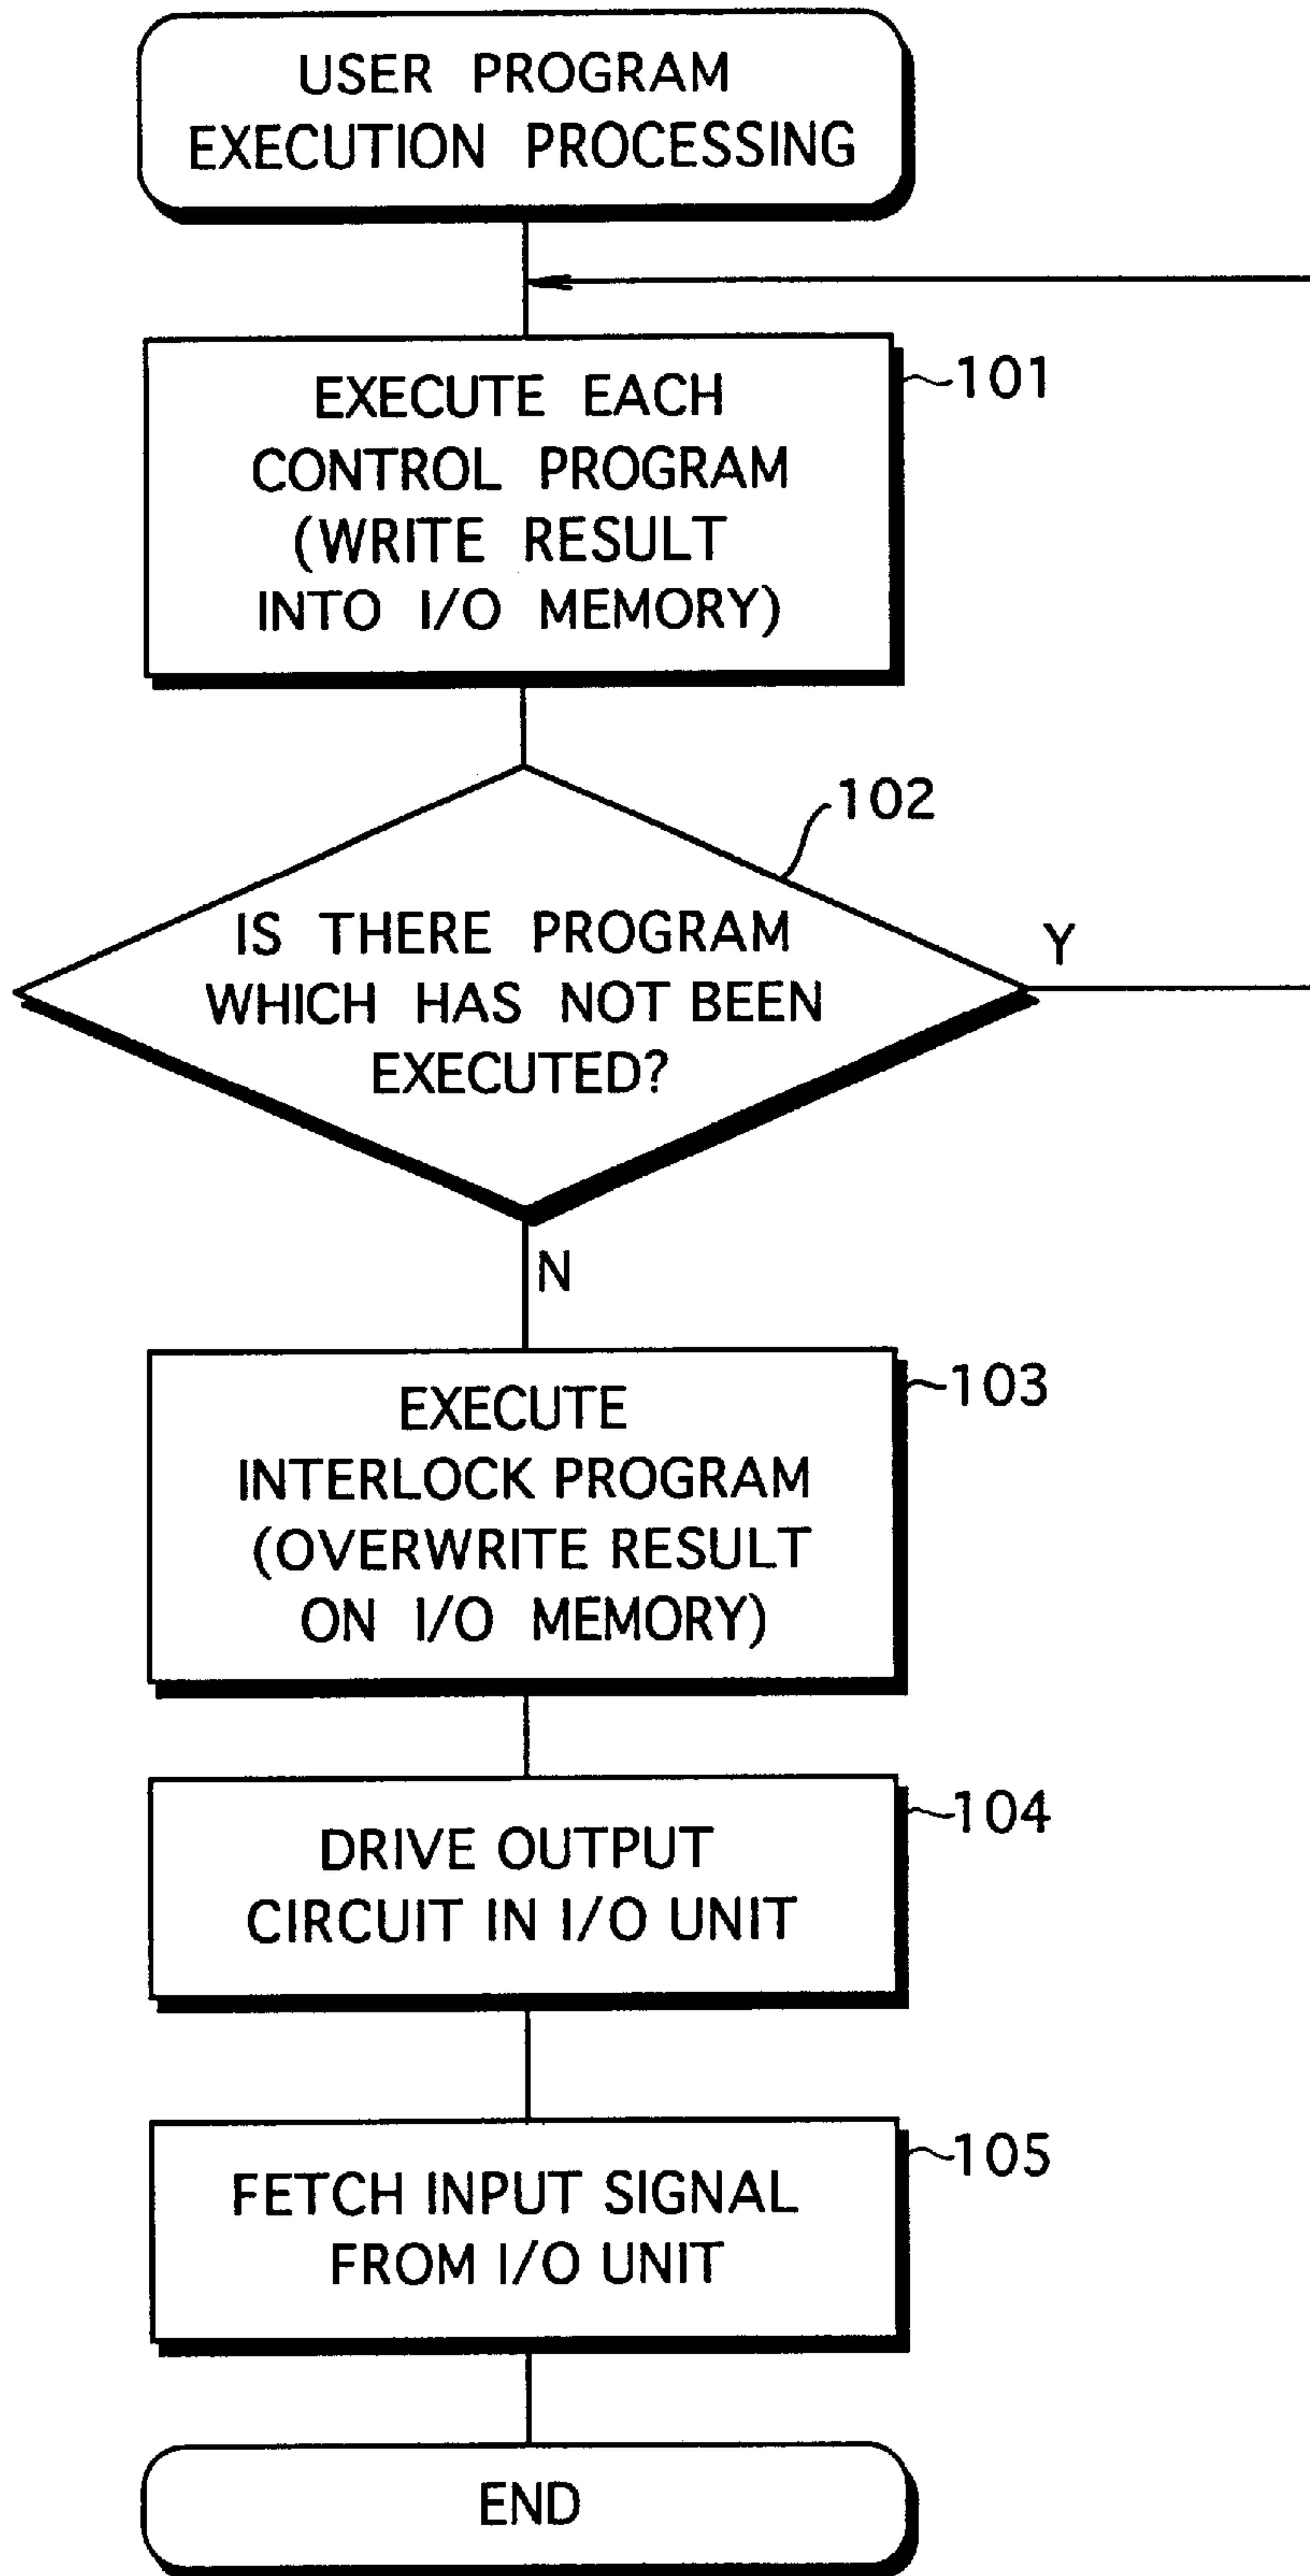 USER PROGRAM
EXECUTION PROCESSING
EXECUTE EACH
CONTROL PROGRAM
(WRITE RESULT
INTO I/O MEMORY)
101
102
IS THERE PROGRAM
WHICH HAS NOT BEEN
EXECUTED?
Y
N
EXECUTE
INTERLOCK PROGRAM
(OVERWRITE RESULT
ON I/O MEMORY)
103
DRIVE OUTPUT
CIRCUIT IN I/O UNIT
104
FETCH INPUT SIGNAL
FROM I/O UNIT
105
END